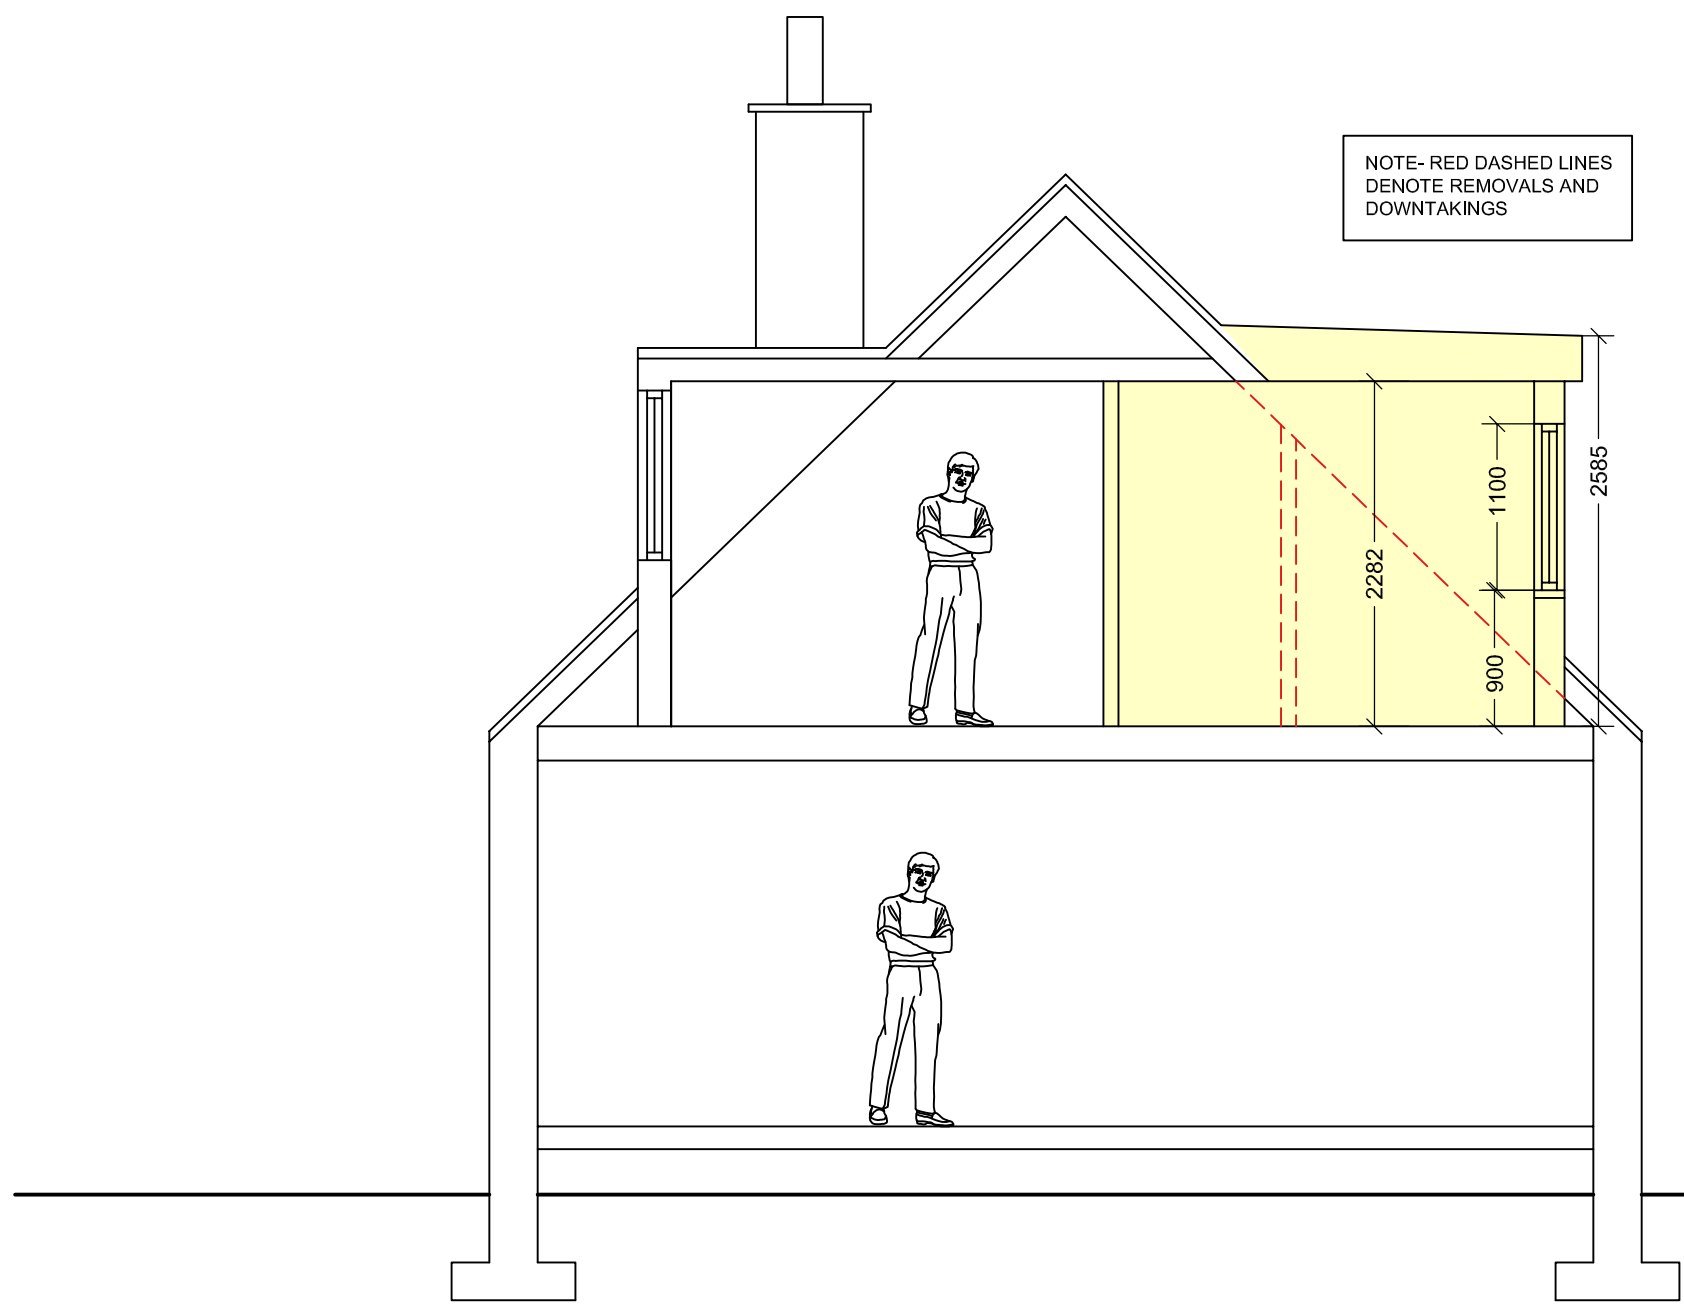 NOTE- RED DASHED LINES
DENOTE REMOVALS AND
DOWNTAKINGS
2585
1100
2282
900